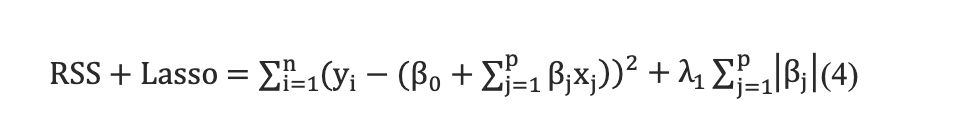 RSS + Lasso = ∑ⁿᵢ₌₁(yᵢ − (β₀ + ∑ᵖⱼ₌₁ βⱼxⱼ))² + λ₁ ∑ᵖⱼ₌₁|βⱼ|(4)